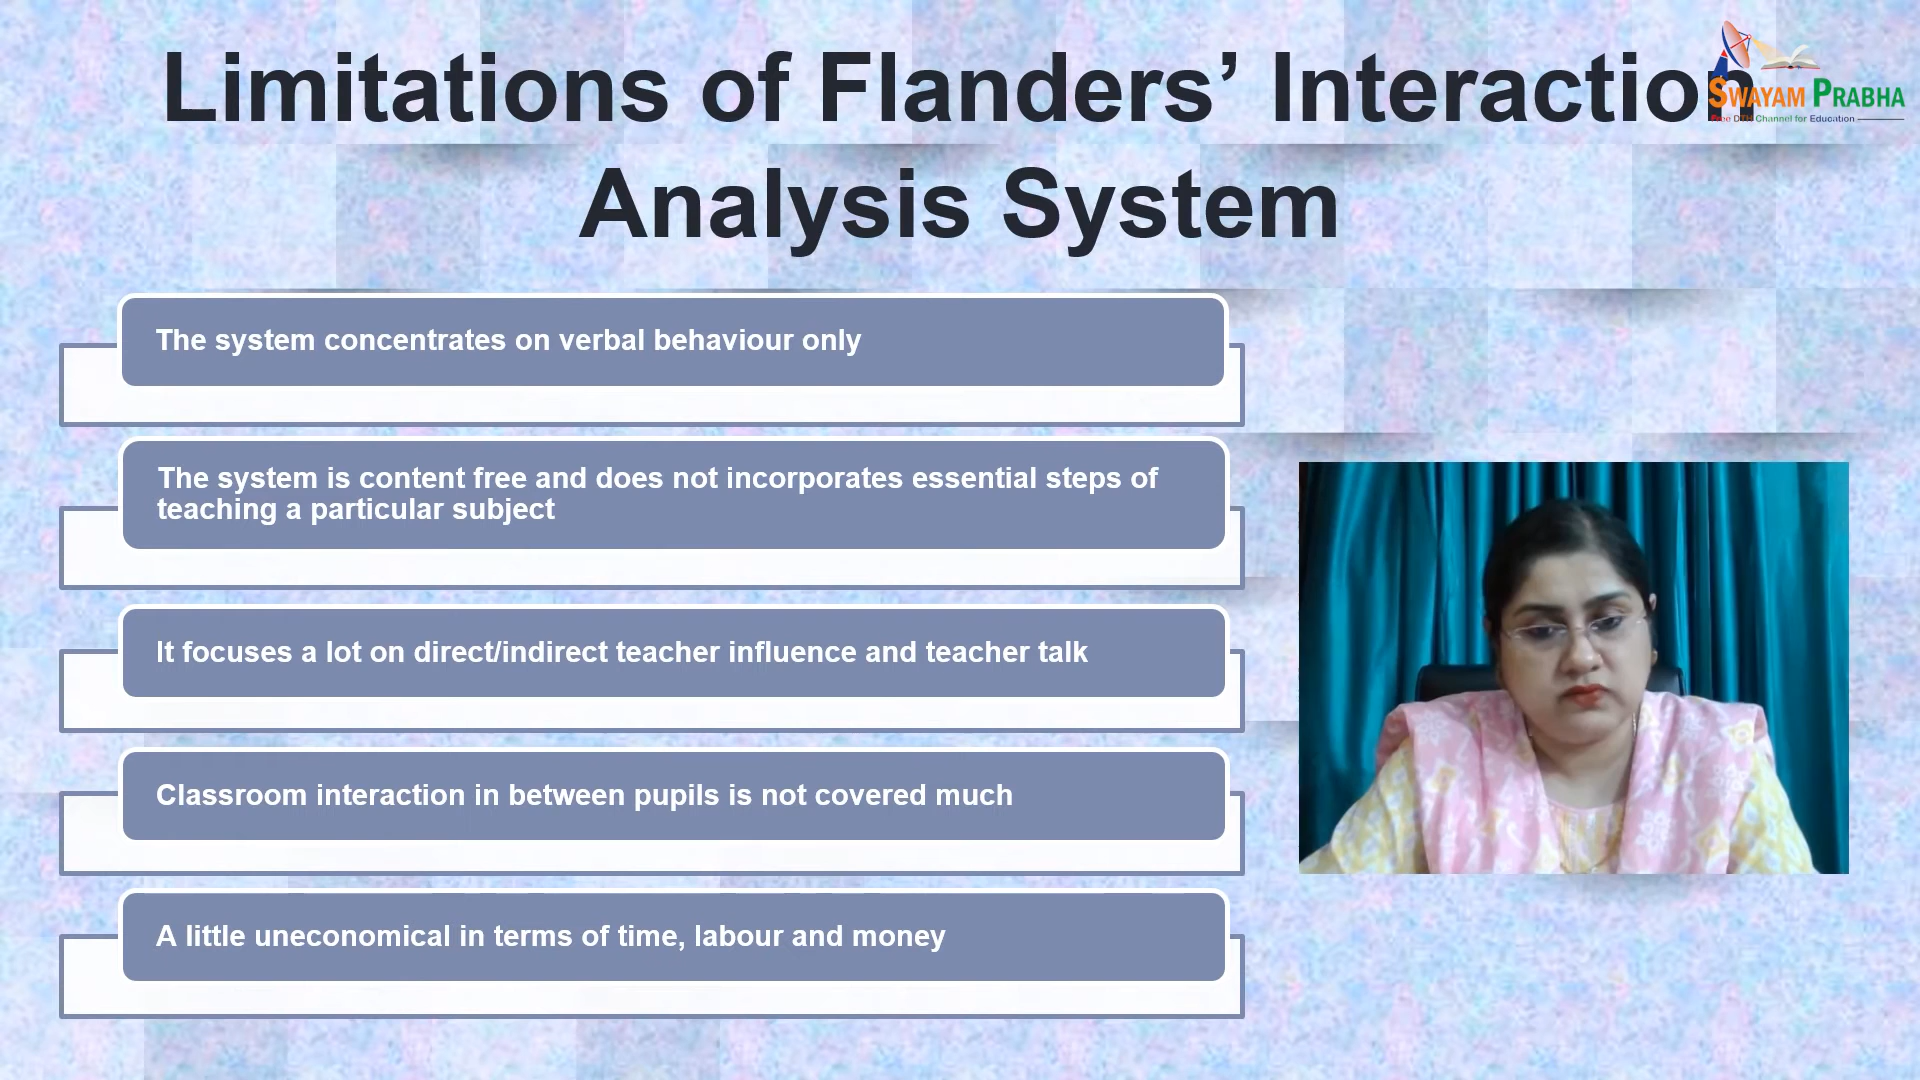 Limitations of Flanders’ Interaction
Analysis System
SWAYAM PRABHA
Free DTH Channel for Education
The system concentrates on verbal behaviour only
The system is content free and does not incorporates essential steps of
teaching a particular subject
It focuses a lot on direct/indirect teacher influence and teacher talk
Classroom interaction in between pupils is not covered much
A little uneconomical in terms of time, labour and money